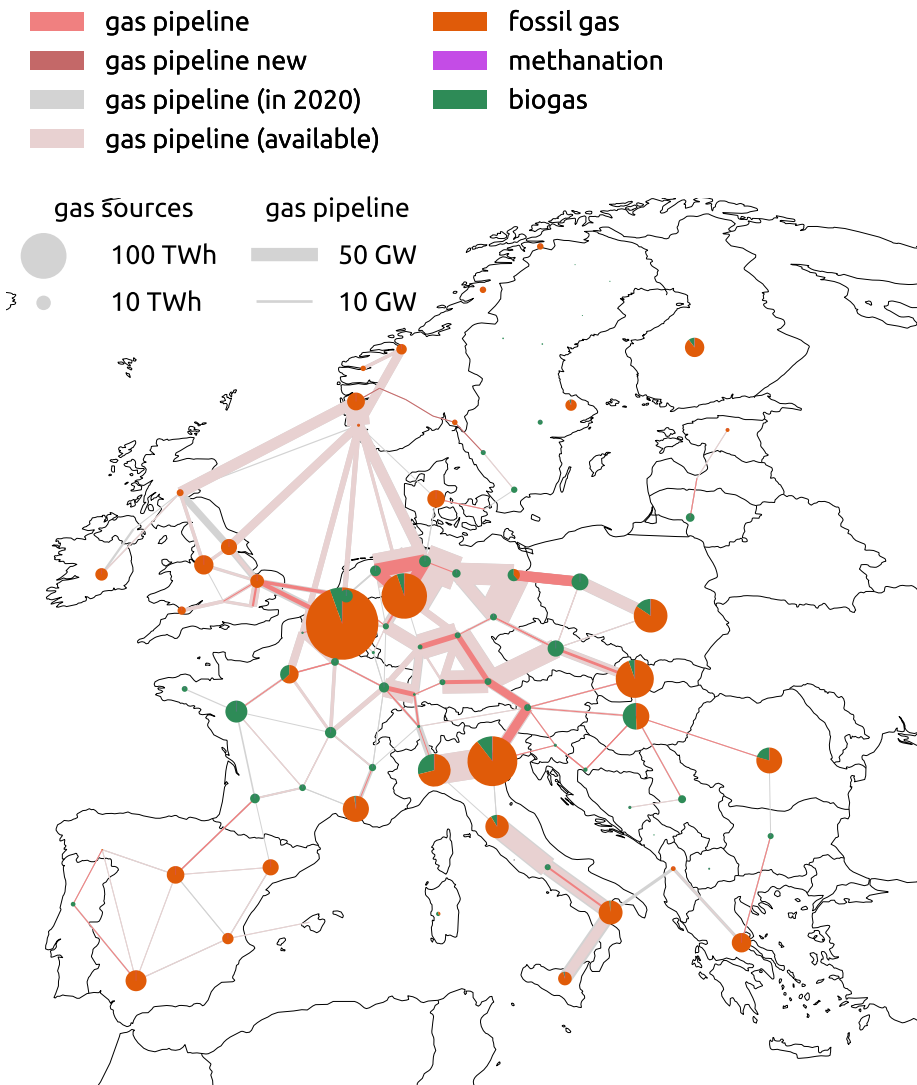 gas pipeline
gas pipeline new
gas pipeline (in 2020)
gas pipeline (available)
fossil gas
methanation
biogas
gas sources
100 TWh
10 TWh
gas pipeline
50 GW
10 GW